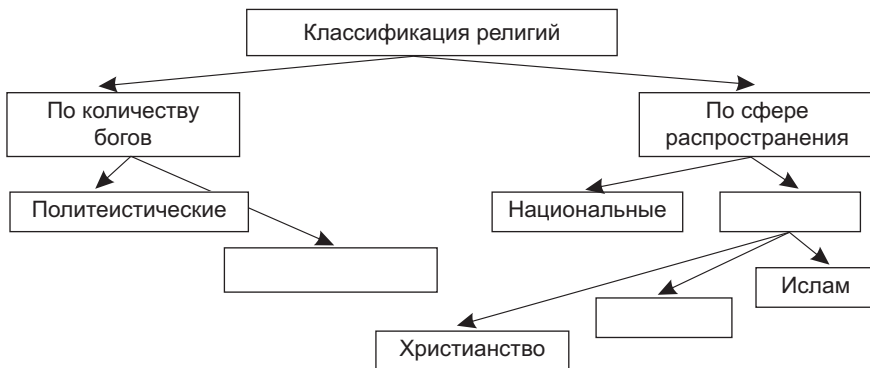 Классификация религий
По количеству
богов
По сфере
распространения
Политеистические
Национальные
Ислам
Христианство